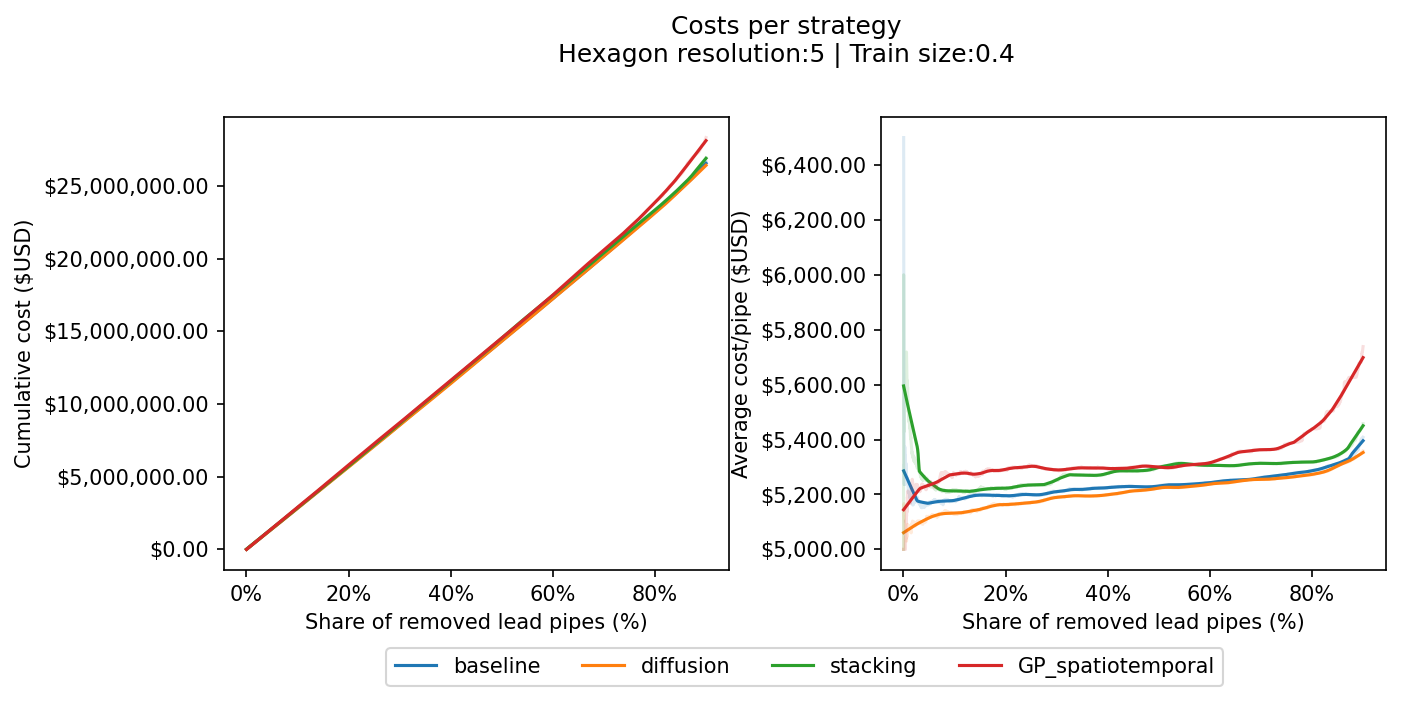 Costs per strategy
Hexagon resolution:5 | Train size:0.4
Cumulative cost ($USD)
$25,000,000.00
$20,000,000.00
$15,000,000.00
$10,000,000.00
$5,000,000.00
$0.00
0% 20% 40% 60% 80%
Share of removed lead pipes (%)
Average cost/pipe ($USD)
$6,400.00
$6,200.00
$6,000.00
$5,800.00
$5,600.00
$5,400.00
$5,200.00
$5,000.00
0% 20% 40% 60% 80%
Share of removed lead pipes (%)
baseline diffusion stacking GP_spatiotemporal